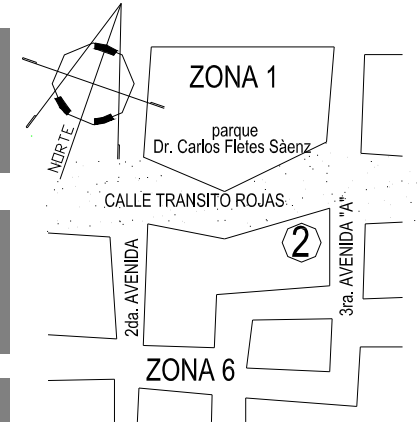 ZONA 1
parque
Dr. Carlos Fletes Sàenz
NORTE
CALLE TRANSITO ROJAS
2
2da. AVENIDA
3ra. AVENIDA "A"
ZONA 6